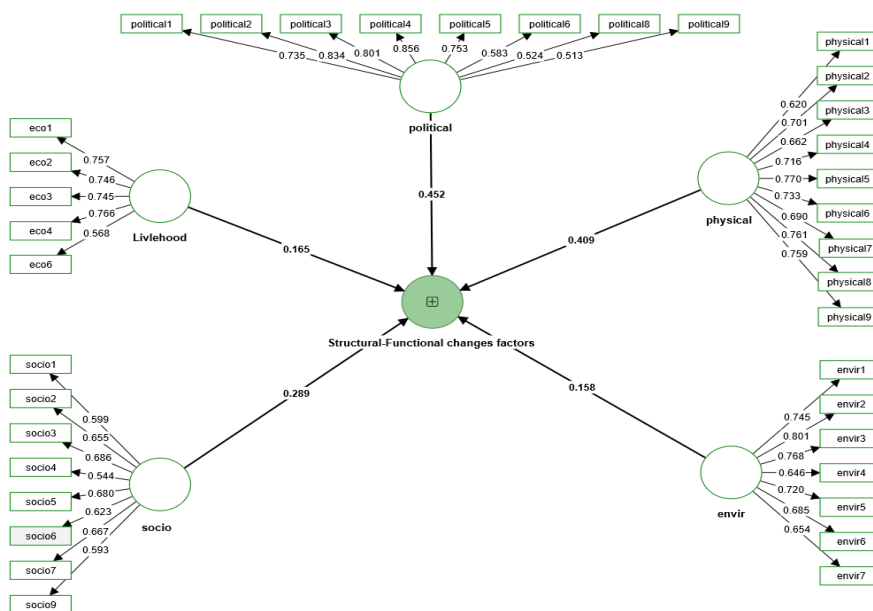 political1 political2 political3 political4 political5 political6 political8 political9
0.735 0.834 0.801 0.856 0.753 0.583 0.524 0.513
political
0.452
eco1
eco2
eco3
eco4
eco6
0.757
0.746
0.745
0.766
0.568
Livlehood
0.165
physical1
physical2
physical3
physical4
physical5
physical6
physical7
physical8
physical9
0.620
0.701
0.662
0.716
0.770
0.733
0.690
0.761
0.759
physical
0.409
Structural-Functional changes factors
socio1
socio2
socio3
socio4
socio5
socio6
socio7
socio9
0.599
0.655
0.686
0.544
0.680
0.623
0.667
0.593
socio
0.289
envir1
envir2
envir3
envir4
envir5
envir6
envir7
0.745
0.801
0.768
0.646
0.720
0.685
0.654
envir
0.158